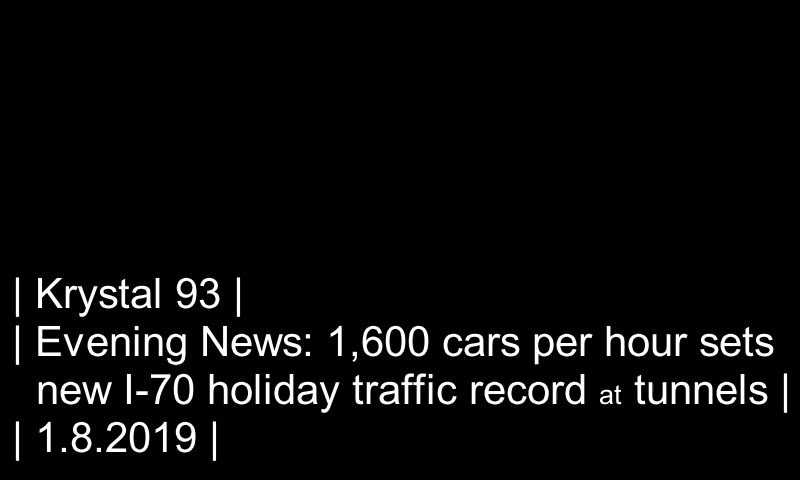 | Krystal 93 |
| Evening News: 1,600 cars per hour sets
new I-70 holiday traffic record at tunnels |
| 1.8.2019 |